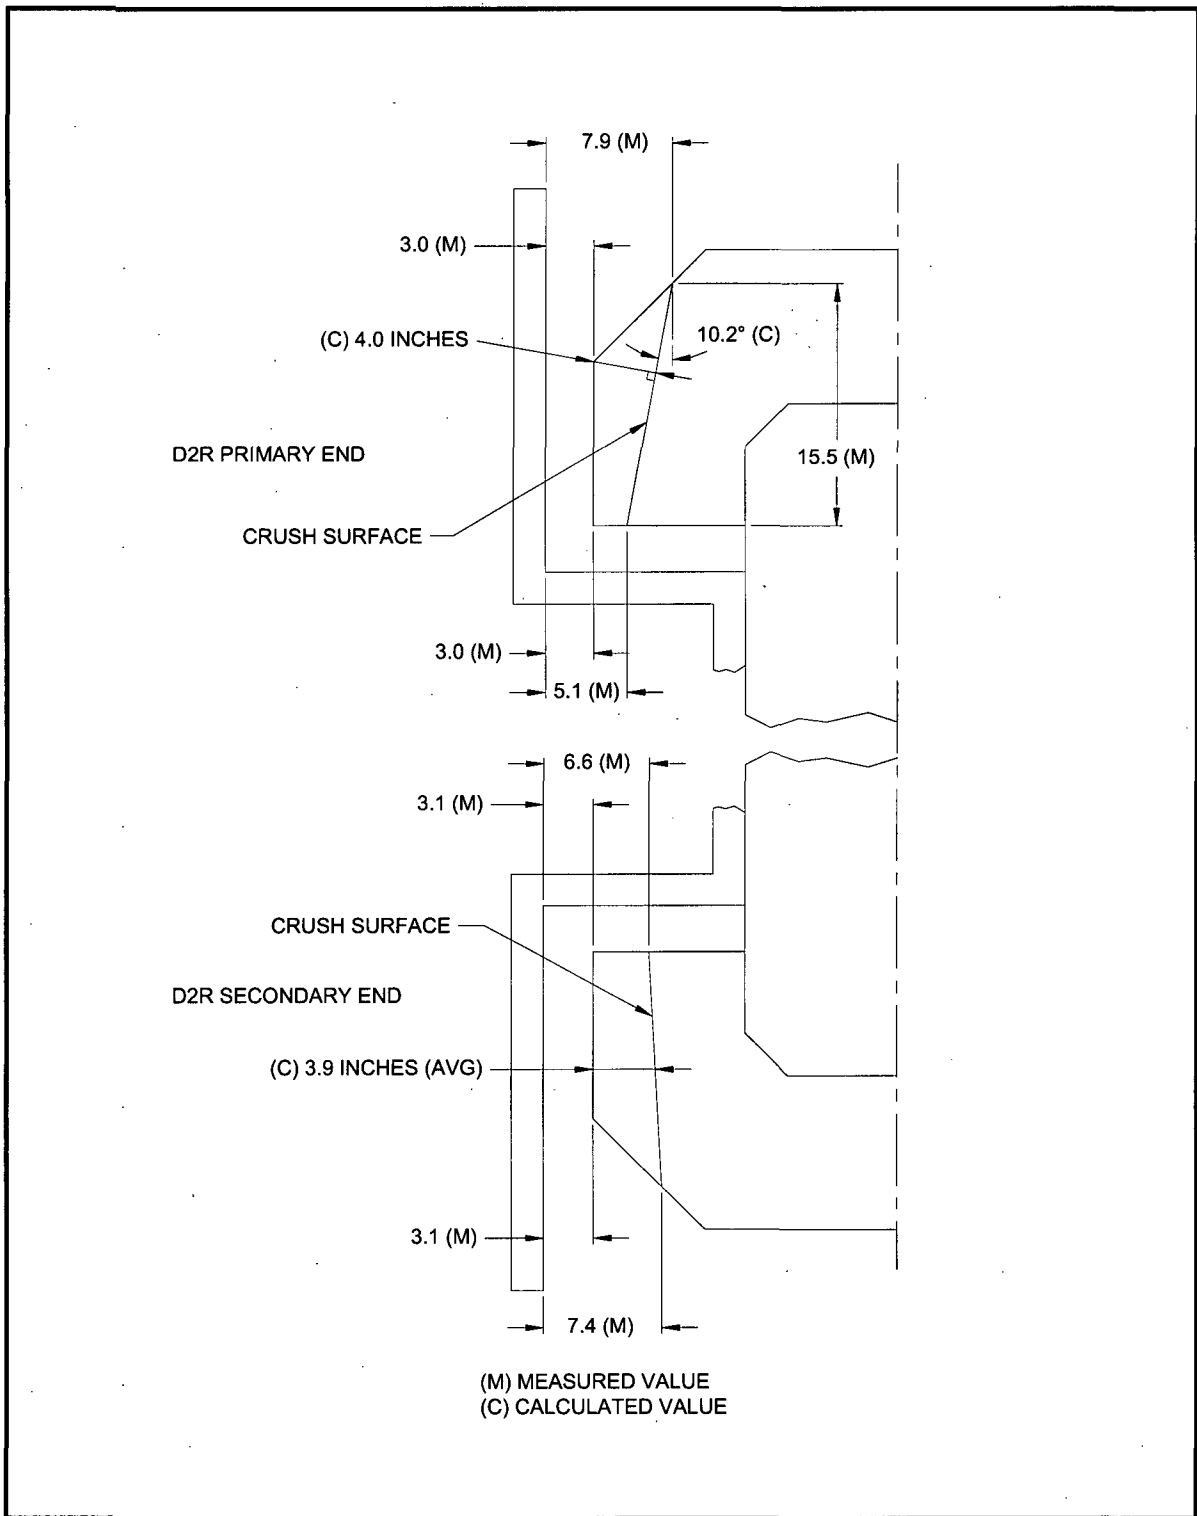 7.9 (M)
3.0 (M)
(C) 4.0 INCHES
10.2° (C)
D2R PRIMARY END
15.5 (M)
CRUSH SURFACE
3.0 (M)
5.1 (M)
6.6 (M)
3.1 (M)
CRUSH SURFACE
D2R SECONDARY END
(C) 3.9 INCHES (AVG)
3.1 (M)
7.4 (M)
(M) MEASURED VALUE
(C) CALCULATED VALUE